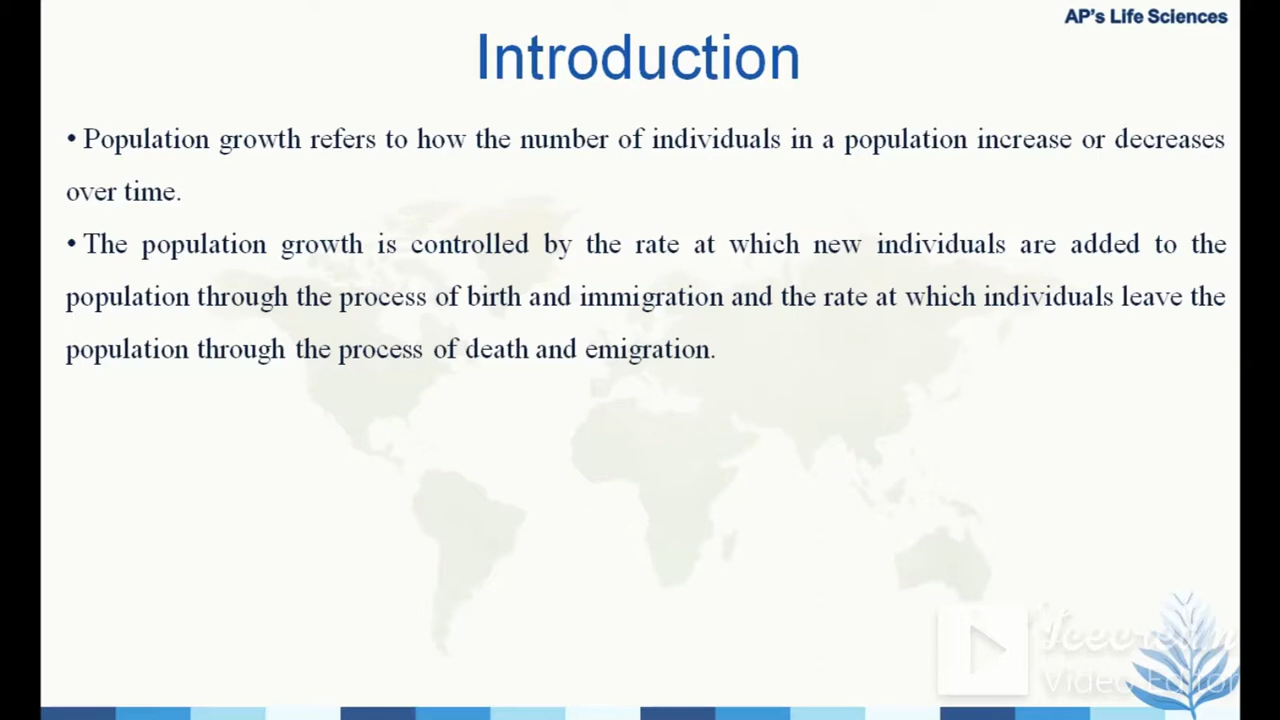 AP's Life Sciences
Introduction
• Population growth refers to how the number of individuals in a population increase or decreases
over time.
• The population growth is controlled by the rate at which new individuals are added to the
population through the process of birth and immigration and the rate at which individuals leave the
population through the process of death and emigration.
Video Editor